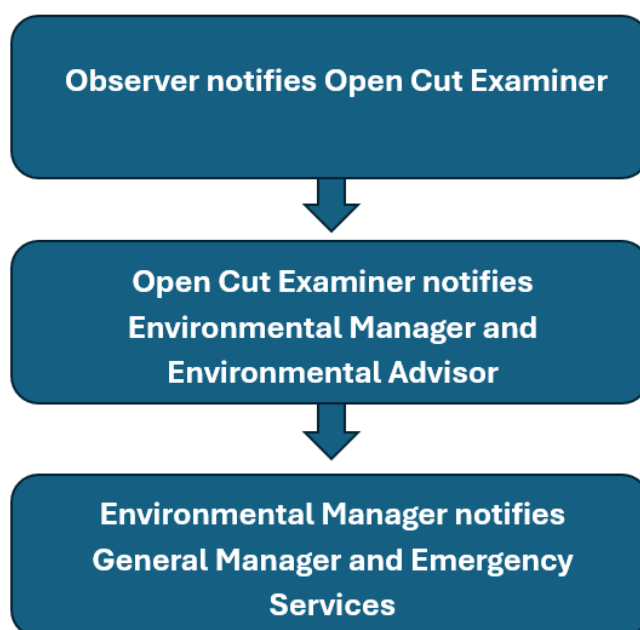 Observer notifies Open Cut Examiner
Open Cut Examiner notifies
Environmental Manager and
Environmental Advisor
Environmental Manager notifies
General Manager and Emergency
Services